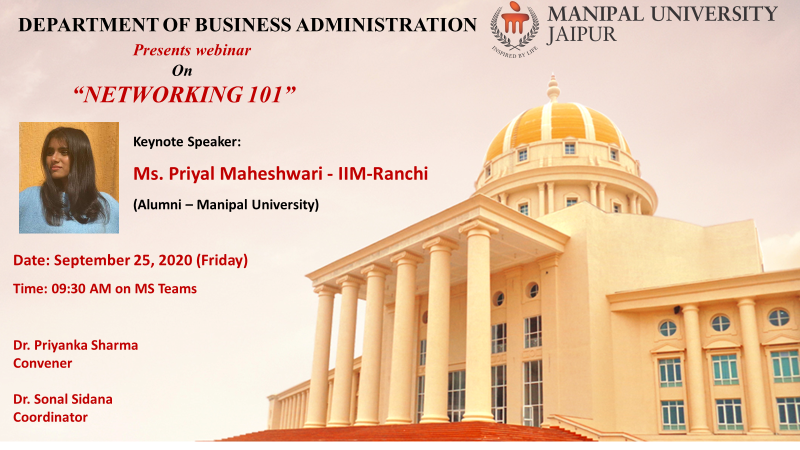 DEPARTMENT OF BUSINESS ADMINISTRATION
Presents webinar
On
“NETWORKING 101”
MANIPAL UNIVERSITY
JAIPUR
INSPIRED BY LIFE
Keynote Speaker:
Ms. Priyal Maheshwari - IIM-Ranchi
(Alumni – Manipal University)
Date: September 25, 2020 (Friday)
Time: 09:30 AM on MS Teams
Dr. Priyanka Sharma
Convener
Dr. Sonal Sidana
Coordinator